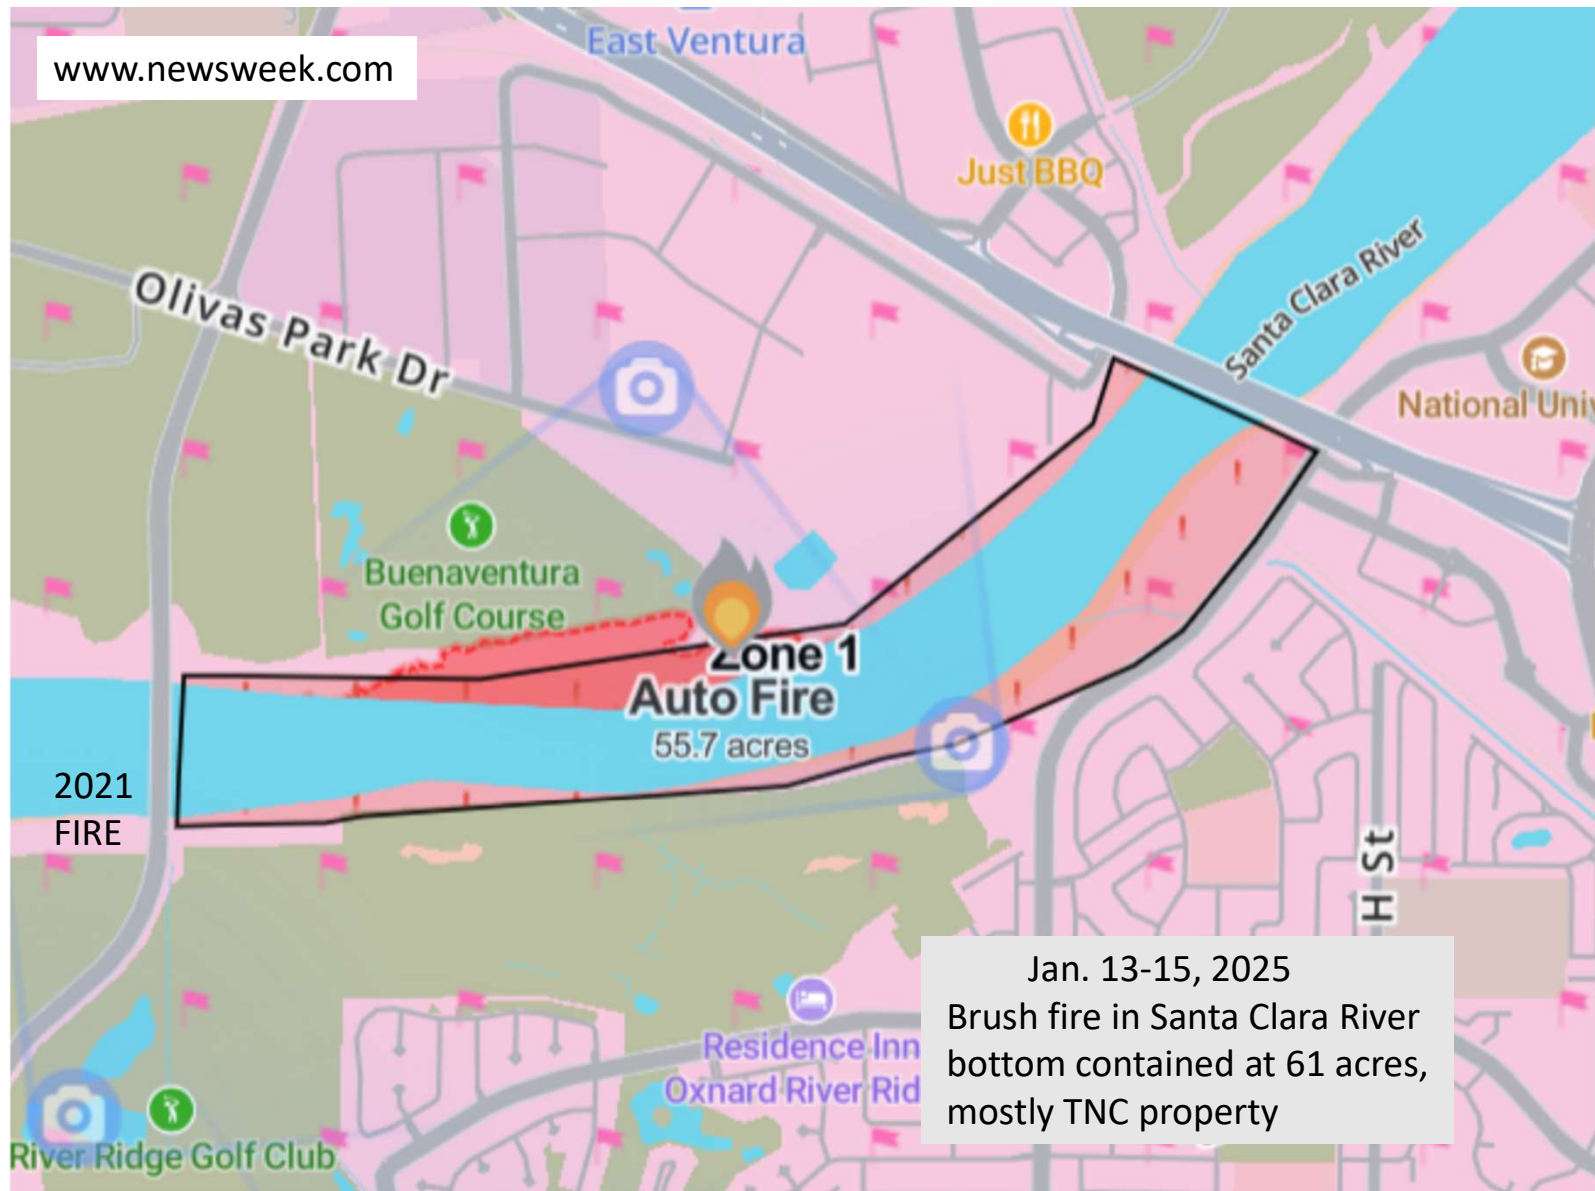 www.newsweek.com
East Ventura
Just BBQ
Santa Clara River
Olivas Park Dr
National
Buenaventura
Golf Course
Zone 1
Auto Fire
55.7 acres
2021
FIRE
H St
Jan. 13-15, 2025
Brush fire in Santa Clara River
bottom contained at 61 acres,
mostly TNC property
Residence Inn
Oxnard River
River Ridge Golf Club